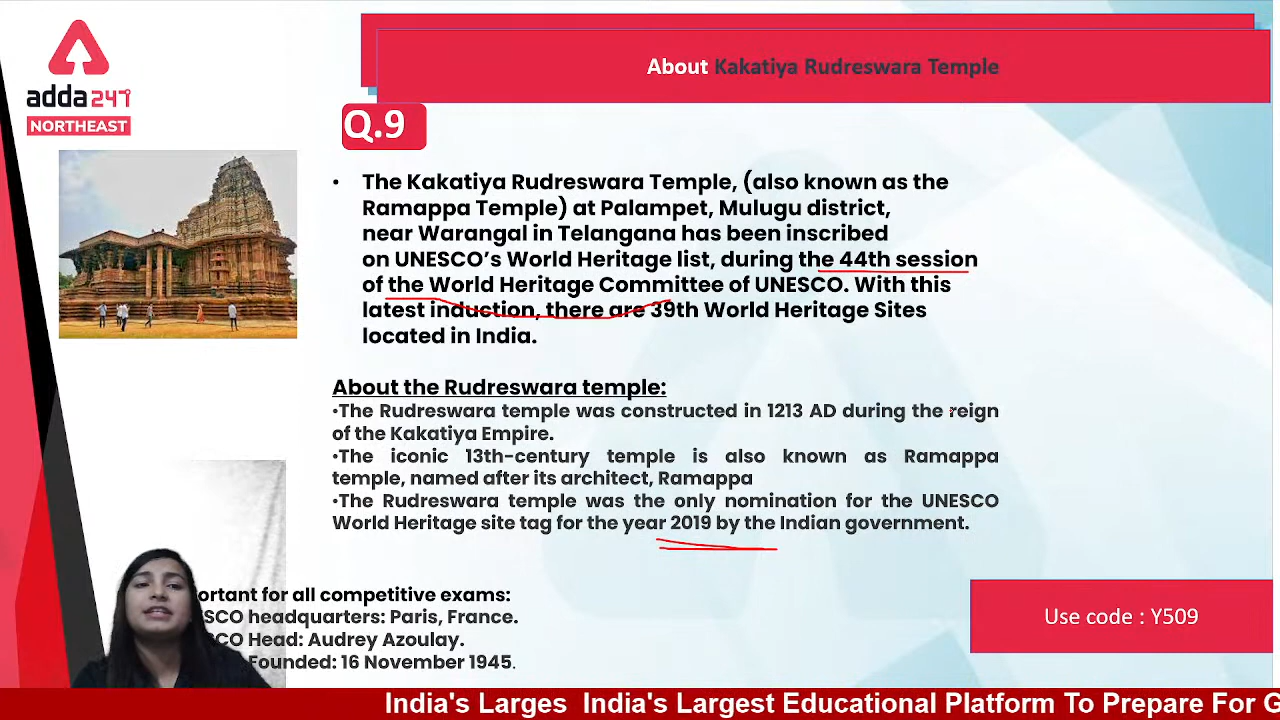 About Kakatiya Rudreswara Temple
adda247
NORTHEAST
Q.9
• The Kakatiya Rudreswara Temple, (also known as the
Ramappa Temple) at Palampet, Mulugu district,
near Warangal in Telangana has been inscribed
on UNESCO’s World Heritage list, during the 44th session
of the World Heritage Committee of UNESCO. With this
latest induction, there are 39th World Heritage Sites
located in India.
About the Rudreswara temple:
•The Rudreswara temple was constructed in 1213 AD during the reign
of the Kakatiya Empire.
•The iconic 13th-century temple is also known as Ramappa
temple, named after its architect, Ramappa
•The Rudreswara temple was the only nomination for the UNESCO
World Heritage site tag for the year 2019 by the Indian government.
for all competitive exams:
headquarters: Paris, France.
Head: Audrey Azoulay.
Founded: 16 November 1945.
Use code : Y509
India's Larges India's Largest Educational Platform To Prepare For G